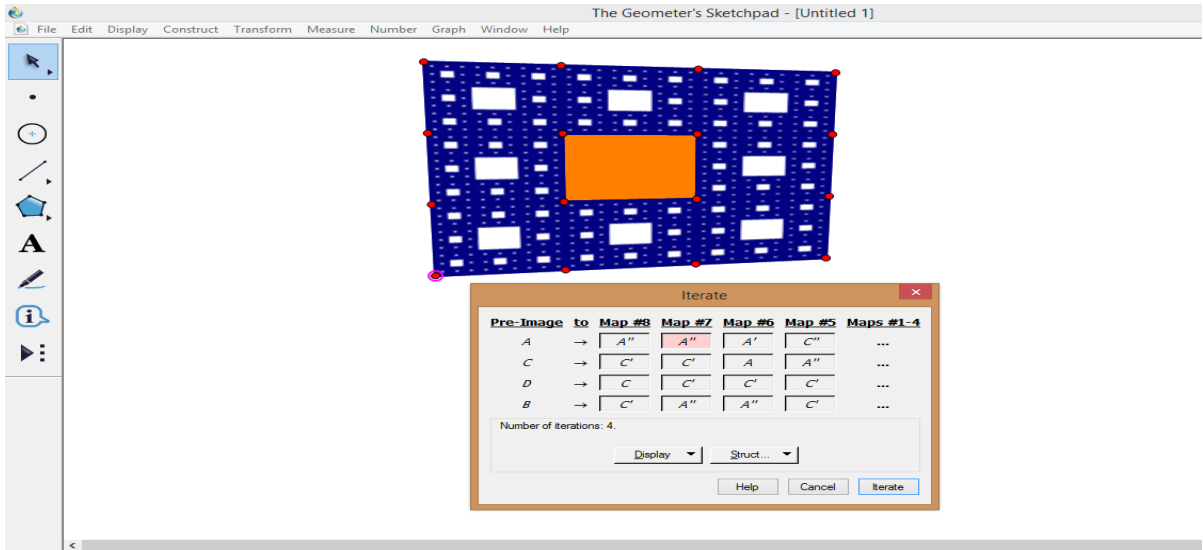 The Geometer's Sketchpad - [Untitled 1]
File Edit Display Construct Transform Measure Number Graph Window Help
A
Iterate
Pre-Image to Map #8 Map #7 Map #6 Map #5 Maps #1-4
A → A'' A'' A' C'' ...
C → C' C' A A'' ...
D → C C' C' C' ...
B → C' A'' A'' C' ...
Number of iterations: 4.
Display Struct...
Help Cancel Iterate